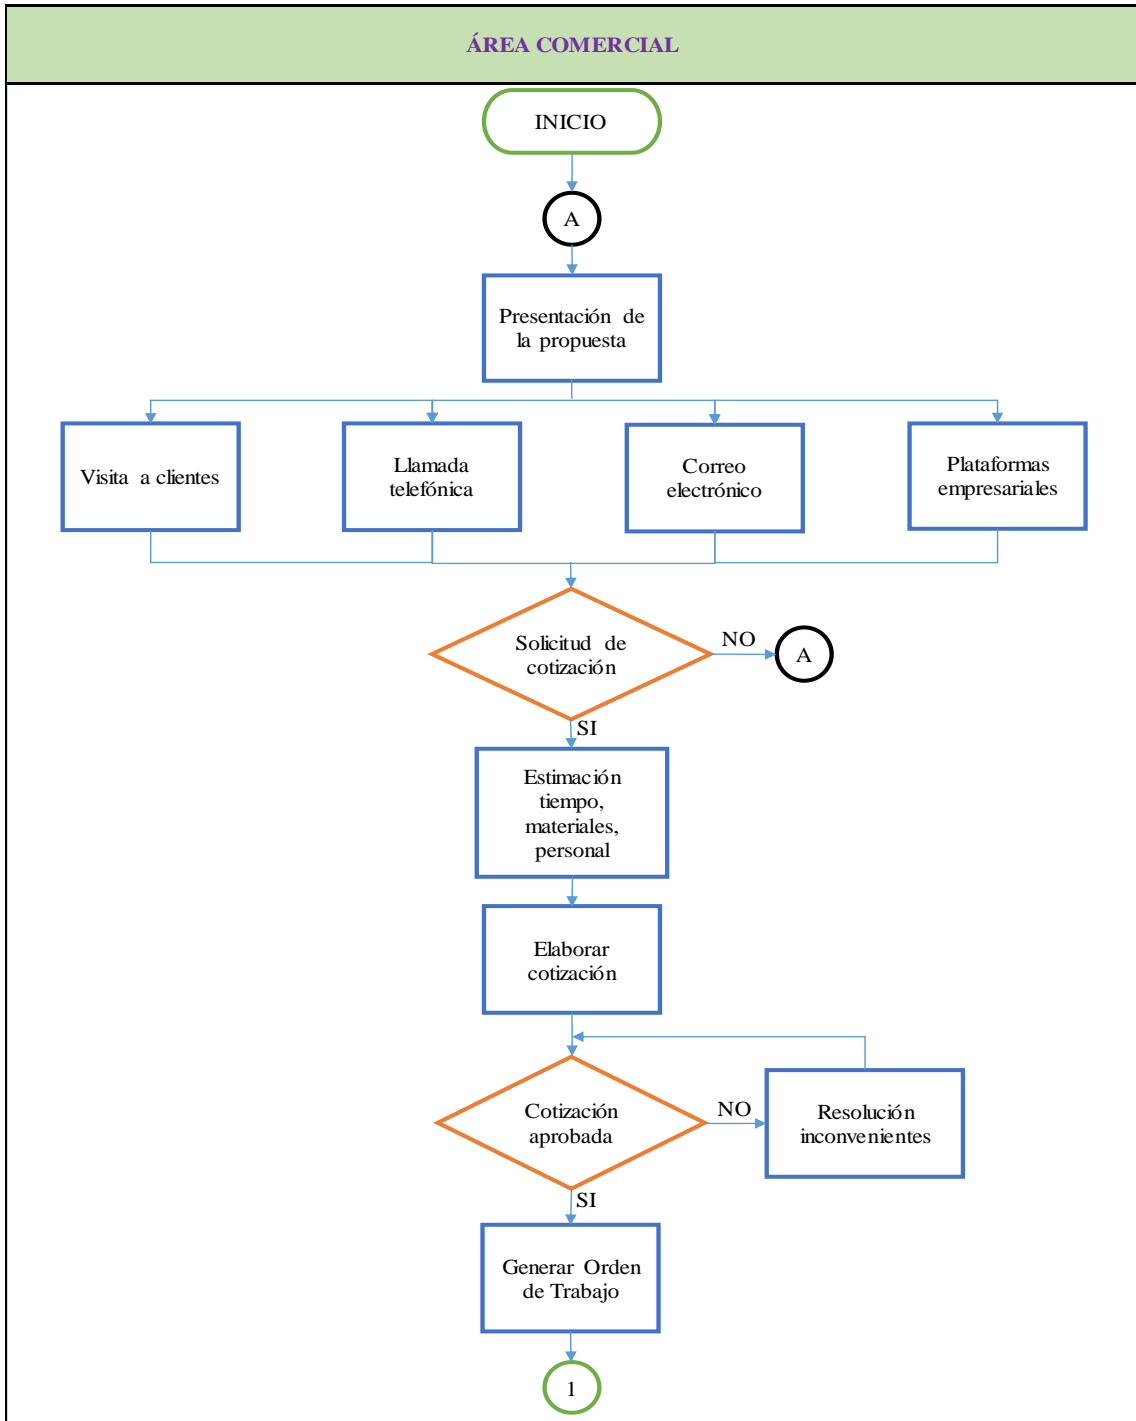 ÁREA COMERCIAL
INICIO
A
Presentación de
la propuesta
Visita a clientes
Llamada
telefónica
Correo
electrónico
Plataformas
empresariales
Solicitud de
cotización
NO
A
SI
Estimación
tiempo,
materiales,
personal
Elaborar
cotización
Cotización
aprobada
NO
Resolución
inconvenientes
SI
Generar Orden
de Trabajo
1